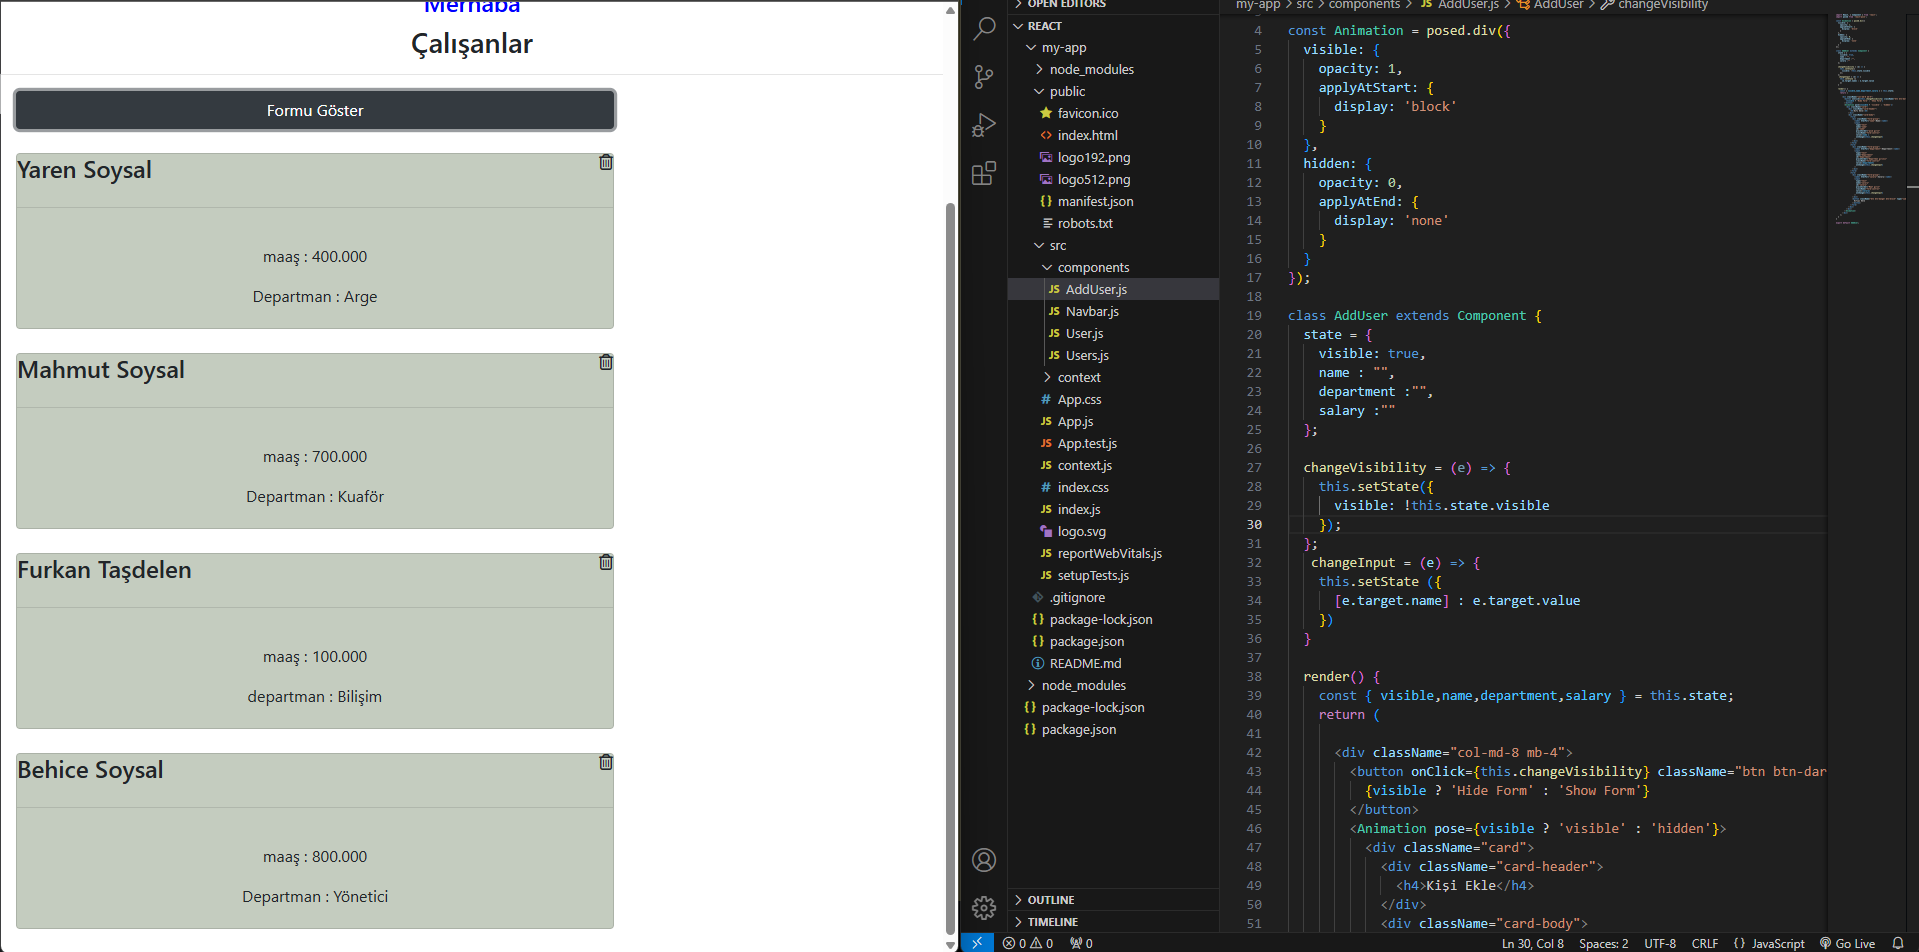 Merhaba
Çalışanlar
Formu Göster
Yaren Soysal
maaş : 400.000
Departman : Arge
Mahmut Soysal
maaş : 700.000
Departman : Kuaför
Furkan Taşdelen
maaş : 100.000
departman : Bilişim
Behice Soysal
maaş : 800.000
Departman : Yönetici
OPEN EDITORS
REACT
my-app
node_modules
public
favicon.ico
index.html
logo192.png
logo512.png
manifest.json
robots.txt
src
components
JS AddUser.js
JS Navbar.js
JS User.js
JS Users.js
context
# App.css
JS App.js
JS App.test.js
JS context.js
# index.css
JS index.js
logo.svg
JS reportWebVitals.js
JS setupTests.js
.gitignore
{} package-lock.json
{} package.json
README.md
node_modules
{} package-lock.json
{} package.json
OUTLINE
TIMELINE
my-app > src > components > JS AddUser.js > AddUser > changeVisibility
4 const Animation = posed.div({
5 visible: {
6 opacity: 1,
7 applyAtStart: {
8 display: 'block'
9 }
10 },
11 hidden: {
12 opacity: 0,
13 applyAtEnd: {
14 display: 'none'
15 }
16 }
17 });
18
19 class AddUser extends Component {
20 state = {
21 visible: true,
22 name : "",
23 department :"",
24 salary :""
25 };
26
27 changeVisibility = (e) => {
28 this.setState({
29 visible: !this.state.visible
30 });
31 };
32 changeInput = (e) => {
33 this.setState ({
34 [e.target.name] : e.target.value
35 })
36 }
37
38 render() {
39 const { visible,name,department,salary } = this.state;
40 return (
41
42 <div className="col-md-8 mb-4">
43 <button onClick={this.changeVisibility} className="btn btn-dar
44 {visible ? 'Hide Form' : 'Show Form'}
45 </button>
46 <Animation pose={visible ? 'visible' : 'hidden'}>
47 <div className="card">
48 <div className="card-header">
49 <h4>Kişi Ekle</h4>
50 </div>
51 <div className="card-body">
0 0 0
Ln 30, Col 8 Spaces: 2 UTF-8 CRLF {} JavaScript Go Live